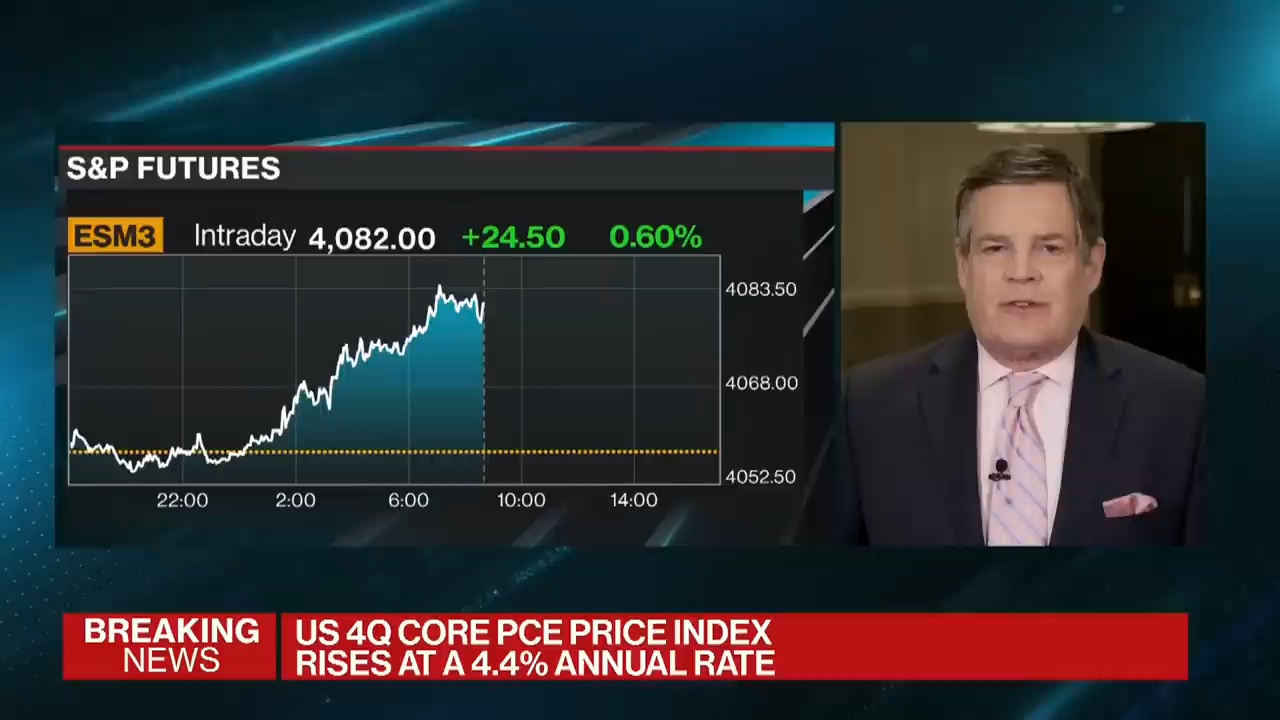 S&P FUTURES
ESM3 Intraday 4,082.00 +24.50 0.60%
4083.50
4068.00
4052.50
22:00 2:00 6:00 10:00 14:00
BREAKING NEWS
US 4Q CORE PCE PRICE INDEX
RISES AT A 4.4% ANNUAL RATE